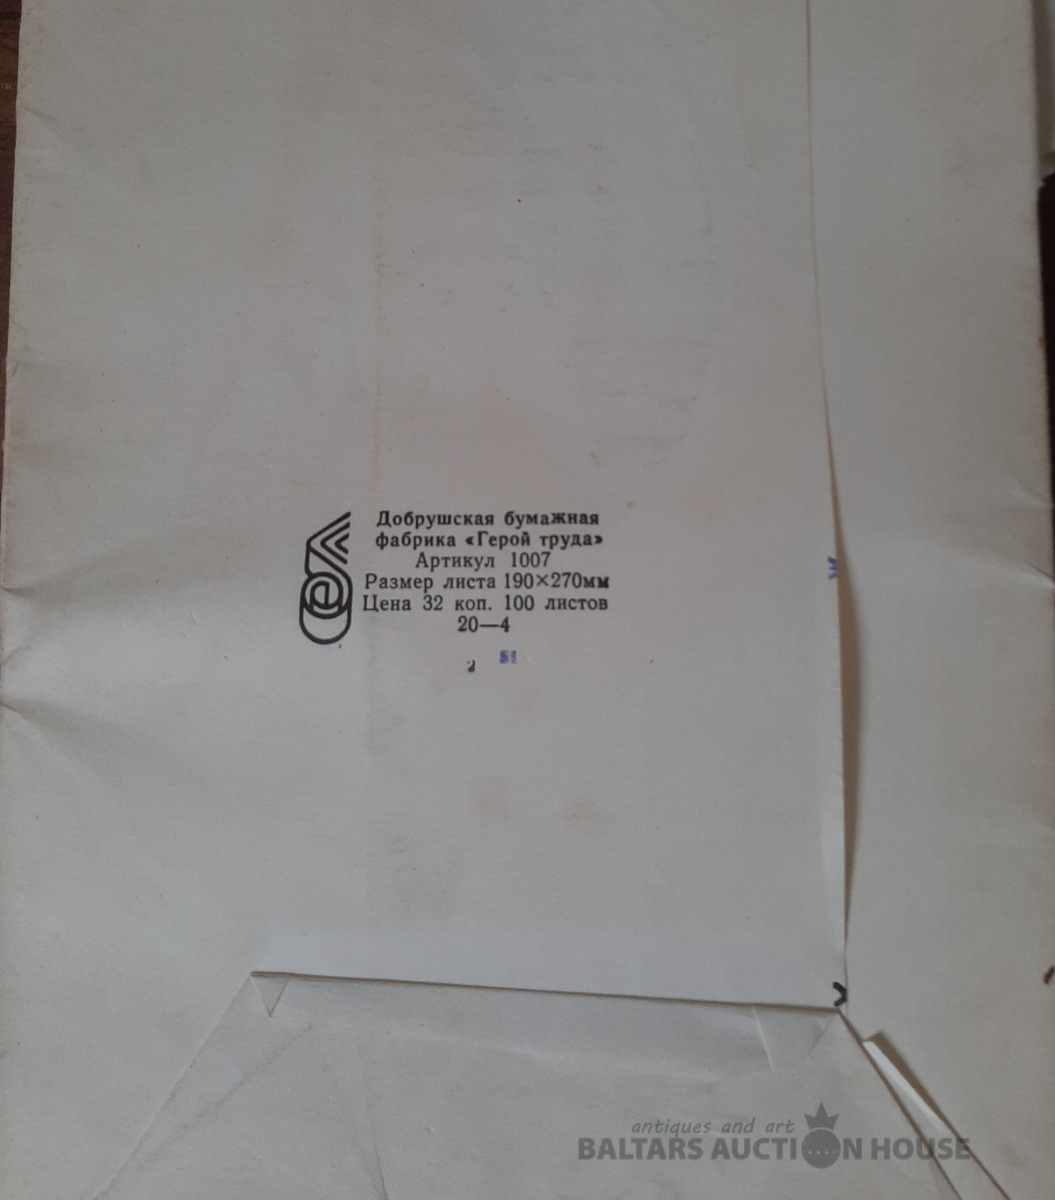 Добрушская бумажная
фабрика «Герой труда»
Артикул 1007
Размер листа 190×270мм
Цена 32 коп. 100 листов
20—4
51
antiques and art
BALTARS AUCTION HOUSE